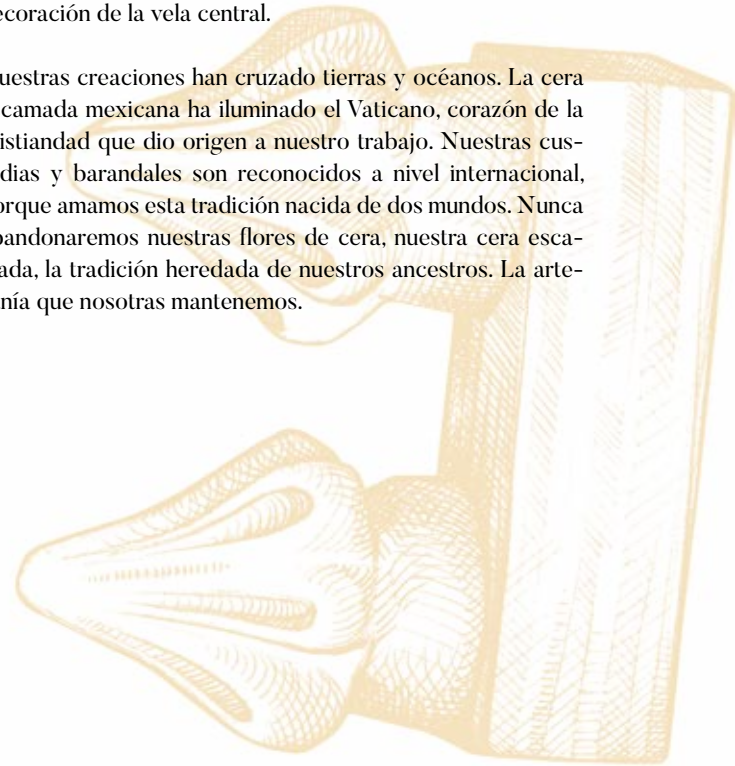 ecoración de la vela central.
uestras creaciones han cruzado tierras y océanos. La cera
camada mexicana ha iluminado el Vaticano, corazón de la
istiandad que dio origen a nuestro trabajo. Nuestras cus-
dias y barandales son reconocidos a nivel internacional,
orque amamos esta tradición nacida de dos mundos. Nunca
bandonaremos nuestras flores de cera, nuestra cera esca-
ada, la tradición heredada de nuestros ancestros. La arte-
nía que nosotras mantenemos.